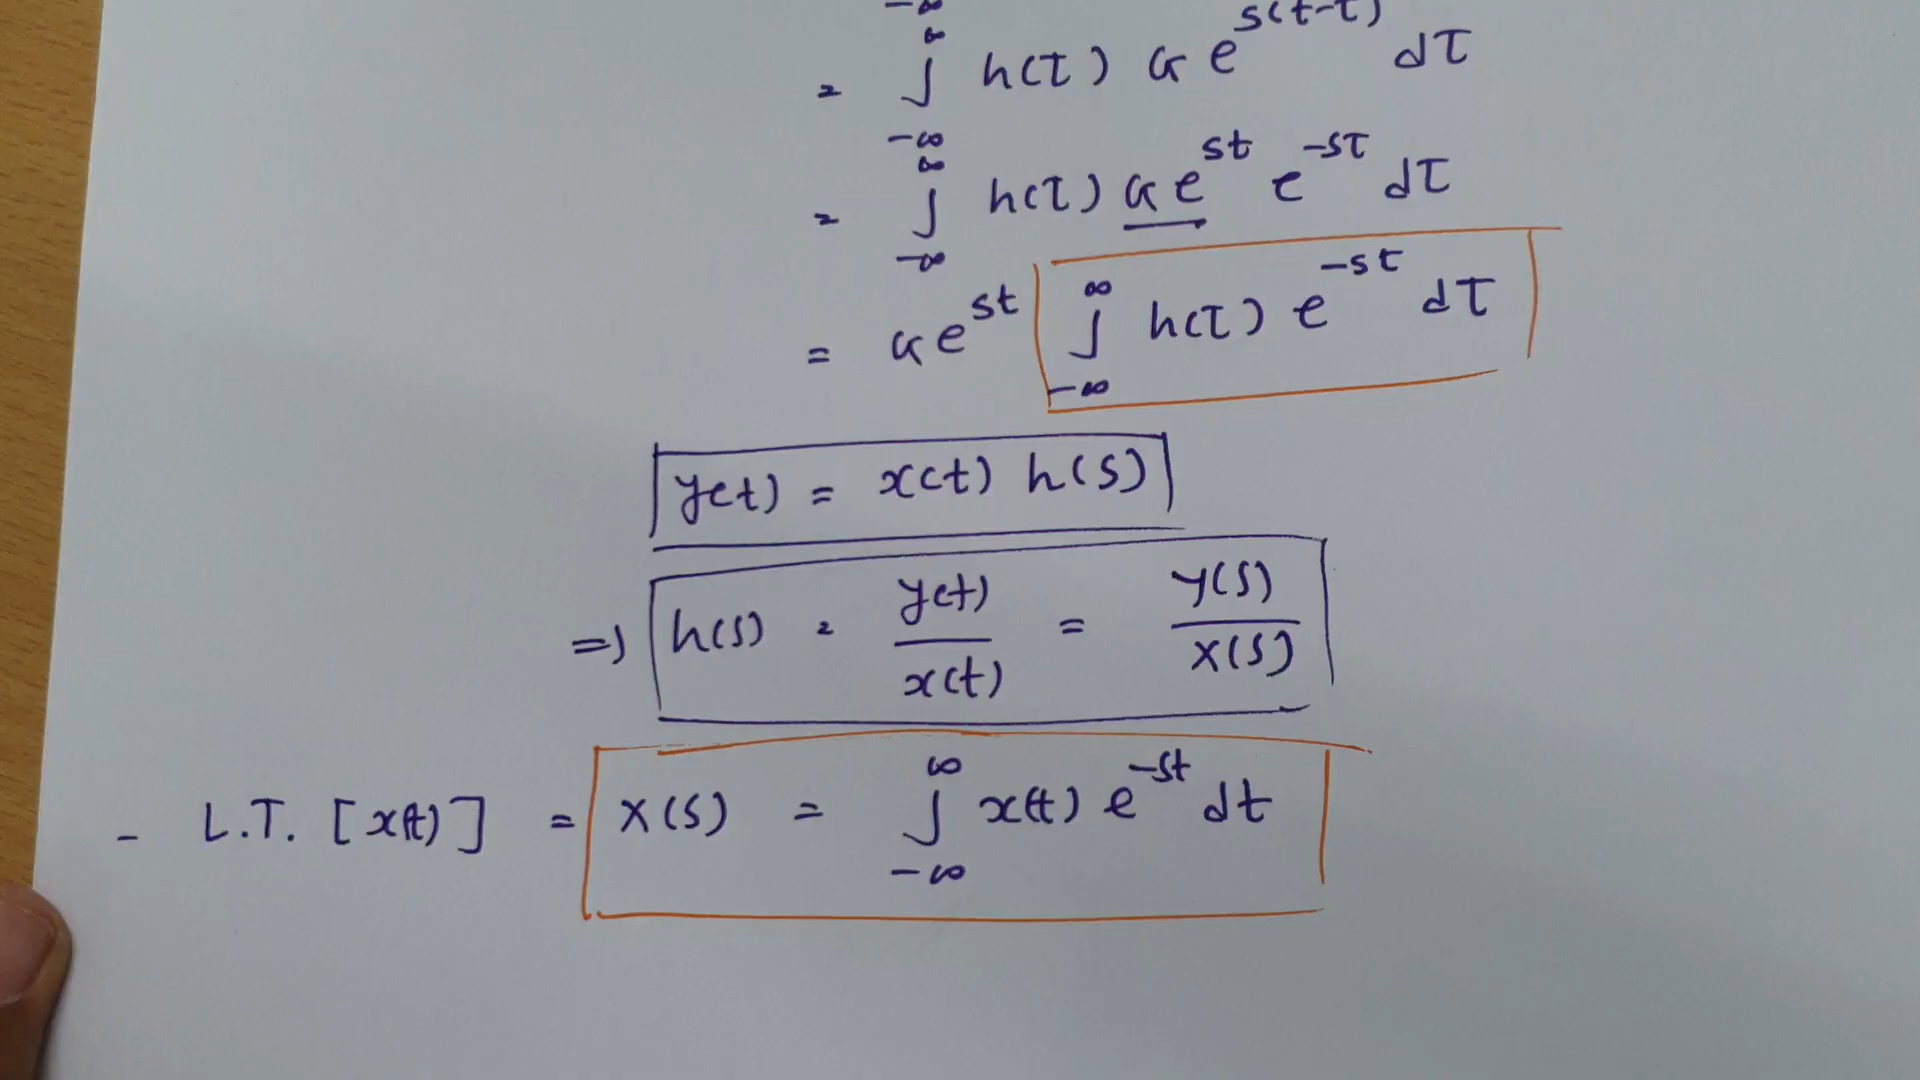 -∞
= ∫_{-∞}^{∞} h(τ) a e^{s(t-τ)} dτ
= ∫_{-∞}^{∞} h(τ) a e^{st} e^{-sτ} dτ
= a e^{st} ∫_{-∞}^{∞} h(τ) e^{-sτ} dτ
y(t) = x(t) h(s)
=> h(s) = y(t)/x(t) = Y(s)/X(s)
- L.T. [x(t)] = X(s) = ∫_{-∞}^{∞} x(t) e^{-st} dt